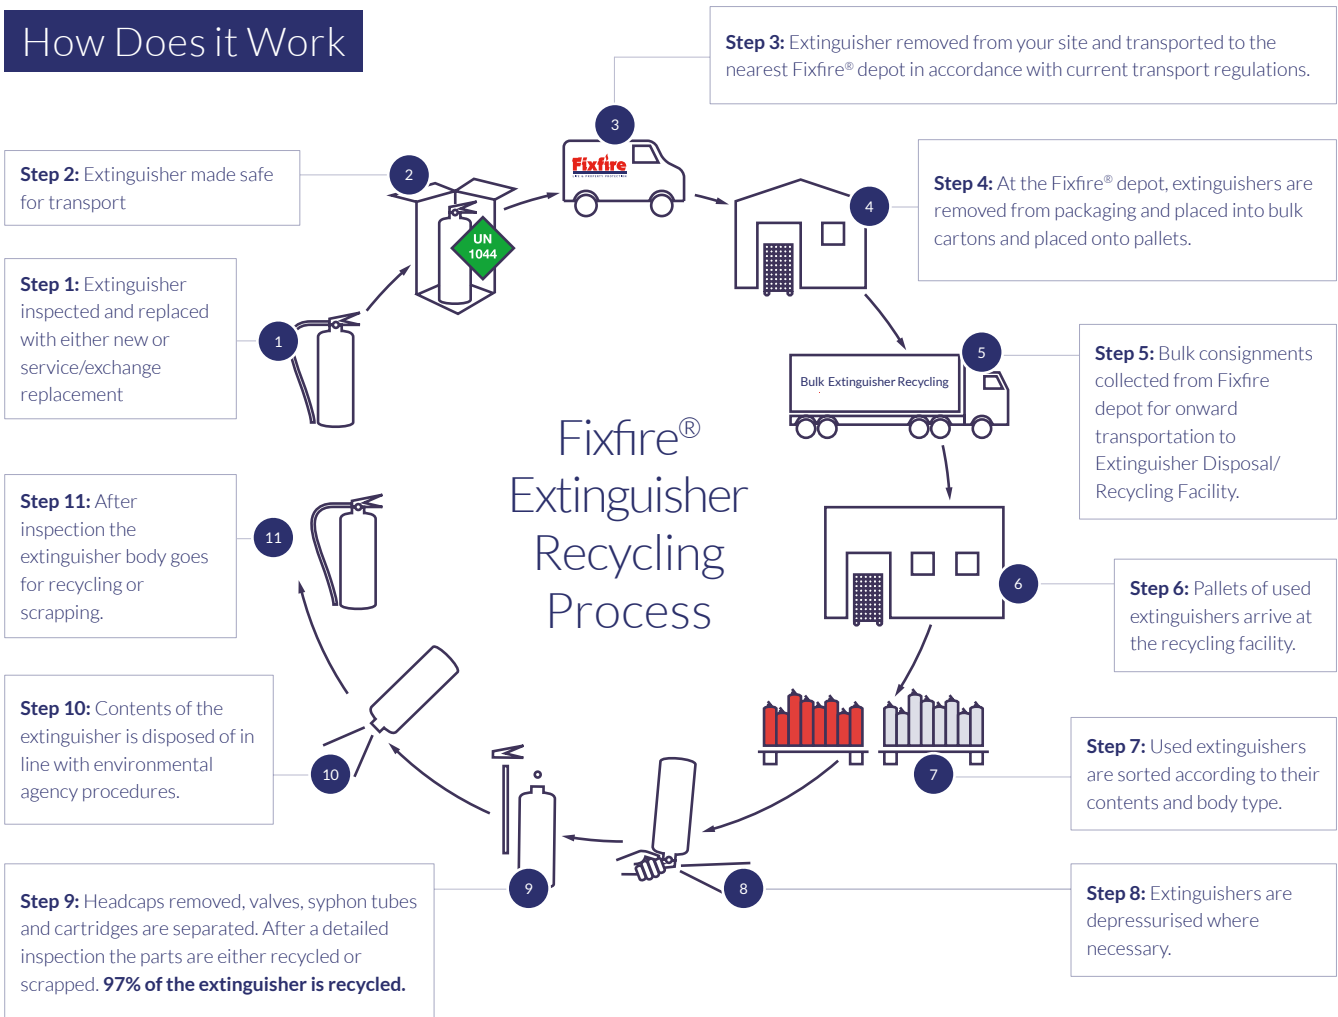 How Does it Work
Step 3: Extinguisher removed from your site and transported to the
nearest Fixfire® depot in accordance with current transport regulations.
3
Fixfire
Step 2: Extinguisher made safe
for transport
2
UN
1044
Step 4: At the Fixfire® depot, extinguishers are
removed from packaging and placed into bulk
cartons and placed onto pallets.
4
Step 1: Extinguisher
inspected and replaced
with either new or
service/exchange
replacement
1
Step 5: Bulk consignments
collected from Fixfire
depot for onward
transportation to
Extinguisher Disposal/
Recycling Facility.
5
Bulk Extinguisher Recycling
Fixfire®
Extinguisher
Recycling
Process
Step 11: After
inspection the
extinguisher body goes
for recycling or
scrapping.
11
Step 6: Pallets of used
extinguishers arrive at
the recycling facility.
6
Step 10: Contents of the
extinguisher is disposed of in
line with environmental
agency procedures.
10
Step 7: Used extinguishers
are sorted according to their
contents and body type.
7
Step 9: Headcaps removed, valves, syphon tubes
and cartridges are separated. After a detailed
inspection the parts are either recycled or
scrapped. 97% of the extinguisher is recycled.
9
8
Step 8: Extinguishers are
depressurised where
necessary.